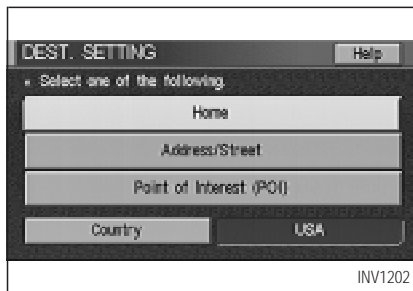 DEST. SETTING Help
Select one of the following.
Home
Address/Street
Point of Interest (POI)
Country USA
INV1202